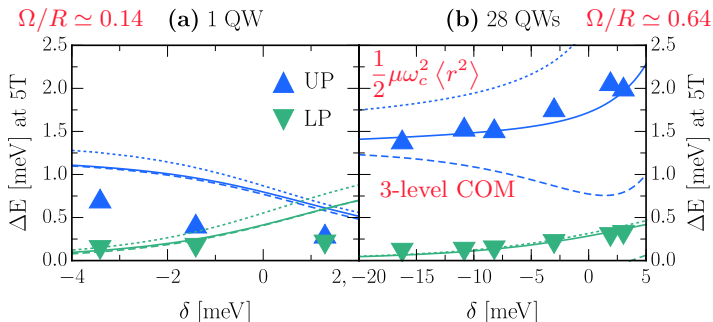 Ω/R ≃ 0.14 (a) 1 QW (b) 28 QWs Ω/R ≃ 0.64
2.5 2.5
2.0 2.0
1.5 1.5
1.0 1.0
0.5 0.5
0.0 0.0
ΔE [meV] at 5T
UP
LP
1/2 μω_c^2 ⟨r^2⟩
3-level COM
ΔE [meV] at 5T
−4 −2 0 2, −20 −15 −10 −5 0 5
δ [meV] δ [meV]